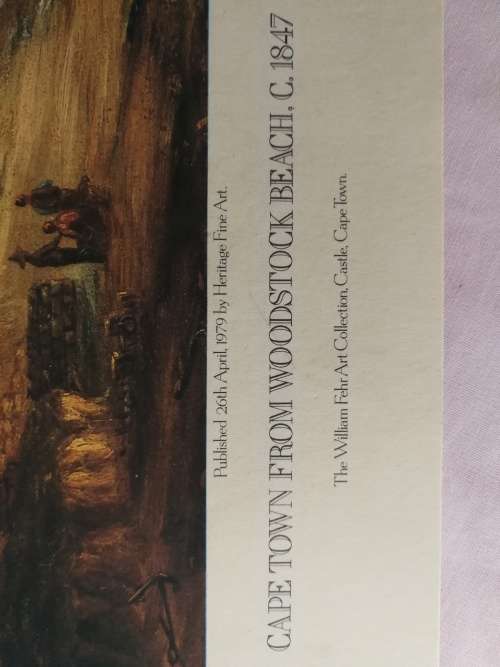 Published 26th April, 1979 by Heritage Fine Art.
CAPE TOWN FROM WOODSTOCK BEACH, C. 1847
The William Fehr Art Collection, Castle, Cape Town.